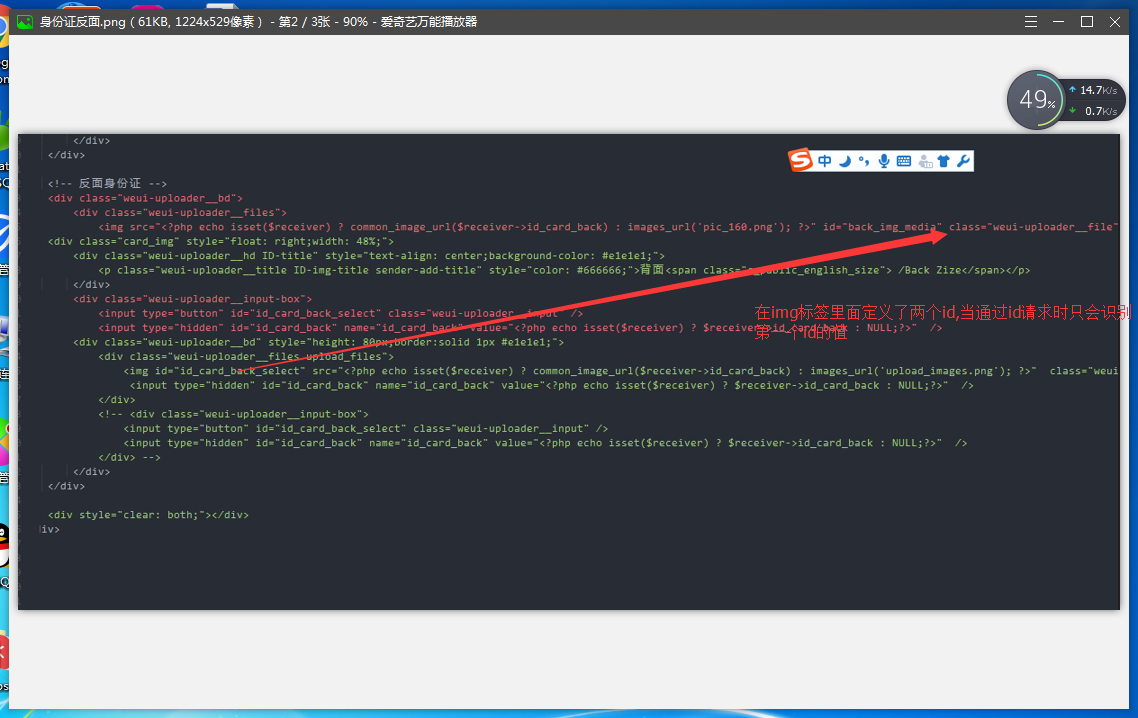 身份证反面.png ( 61KB, 1224x529像素 ) - 第2 / 3张 - 90% - 爱奇艺万能播放器
49%
14.7K/s
0.7K/s
中
</div>
</div>
<!-- 反面身份证 -->
<div class="weui-uploader__bd">
<div class="weui-uploader__files">
<img src="<?php echo isset($receiver) ? common_image_url($receiver->id_card_back) : images_url('pic_160.png'); ?>" id="back_img_media" class="weui-uploader__file"
<div class="card_img" style="float: right;width: 48%;">
<div class="weui-uploader__hd ID-title" style="text-align: center;background-color: #e1e1e1;">
<p class="weui-uploader__title ID-img-title sender-add-title" style="color: #666666;">背面<span class="_public_english_size"> /Back Zize</span></p>
</div>
<div class="weui-uploader__input-box">
<input type="button" id="id_card_back_select" class="weui-uploader__input" />
<input type="hidden" id="id_card_back" name="id_card_back" value="<?php echo isset($receiver) ? $receiver->id_card_back : NULL;?>" />
在img标签里面定义了两个id,当通过id请求时只会识别
第一个id的值
<div class="weui-uploader__bd" style="height: 80px;border:solid 1px #e1e1e1;">
<div class="weui-uploader__files upload_files">
<img id="id_card_back_select" src="<?php echo isset($receiver) ? common_image_url($receiver->id_card_back) : images_url('upload_images.png'); ?>" class="weui
<input type="hidden" id="id_card_back" name="id_card_back" value="<?php echo isset($receiver) ? $receiver->id_card_back : NULL;?>" />
</div>
<!-- <div class="weui-uploader__input-box">
<input type="button" id="id_card_back_select" class="weui-uploader__input" />
<input type="hidden" id="id_card_back" name="id_card_back" value="<?php echo isset($receiver) ? $receiver->id_card_back : NULL;?>" />
</div> -->
</div>
</div>
<div style="clear: both;"></div>
iv>